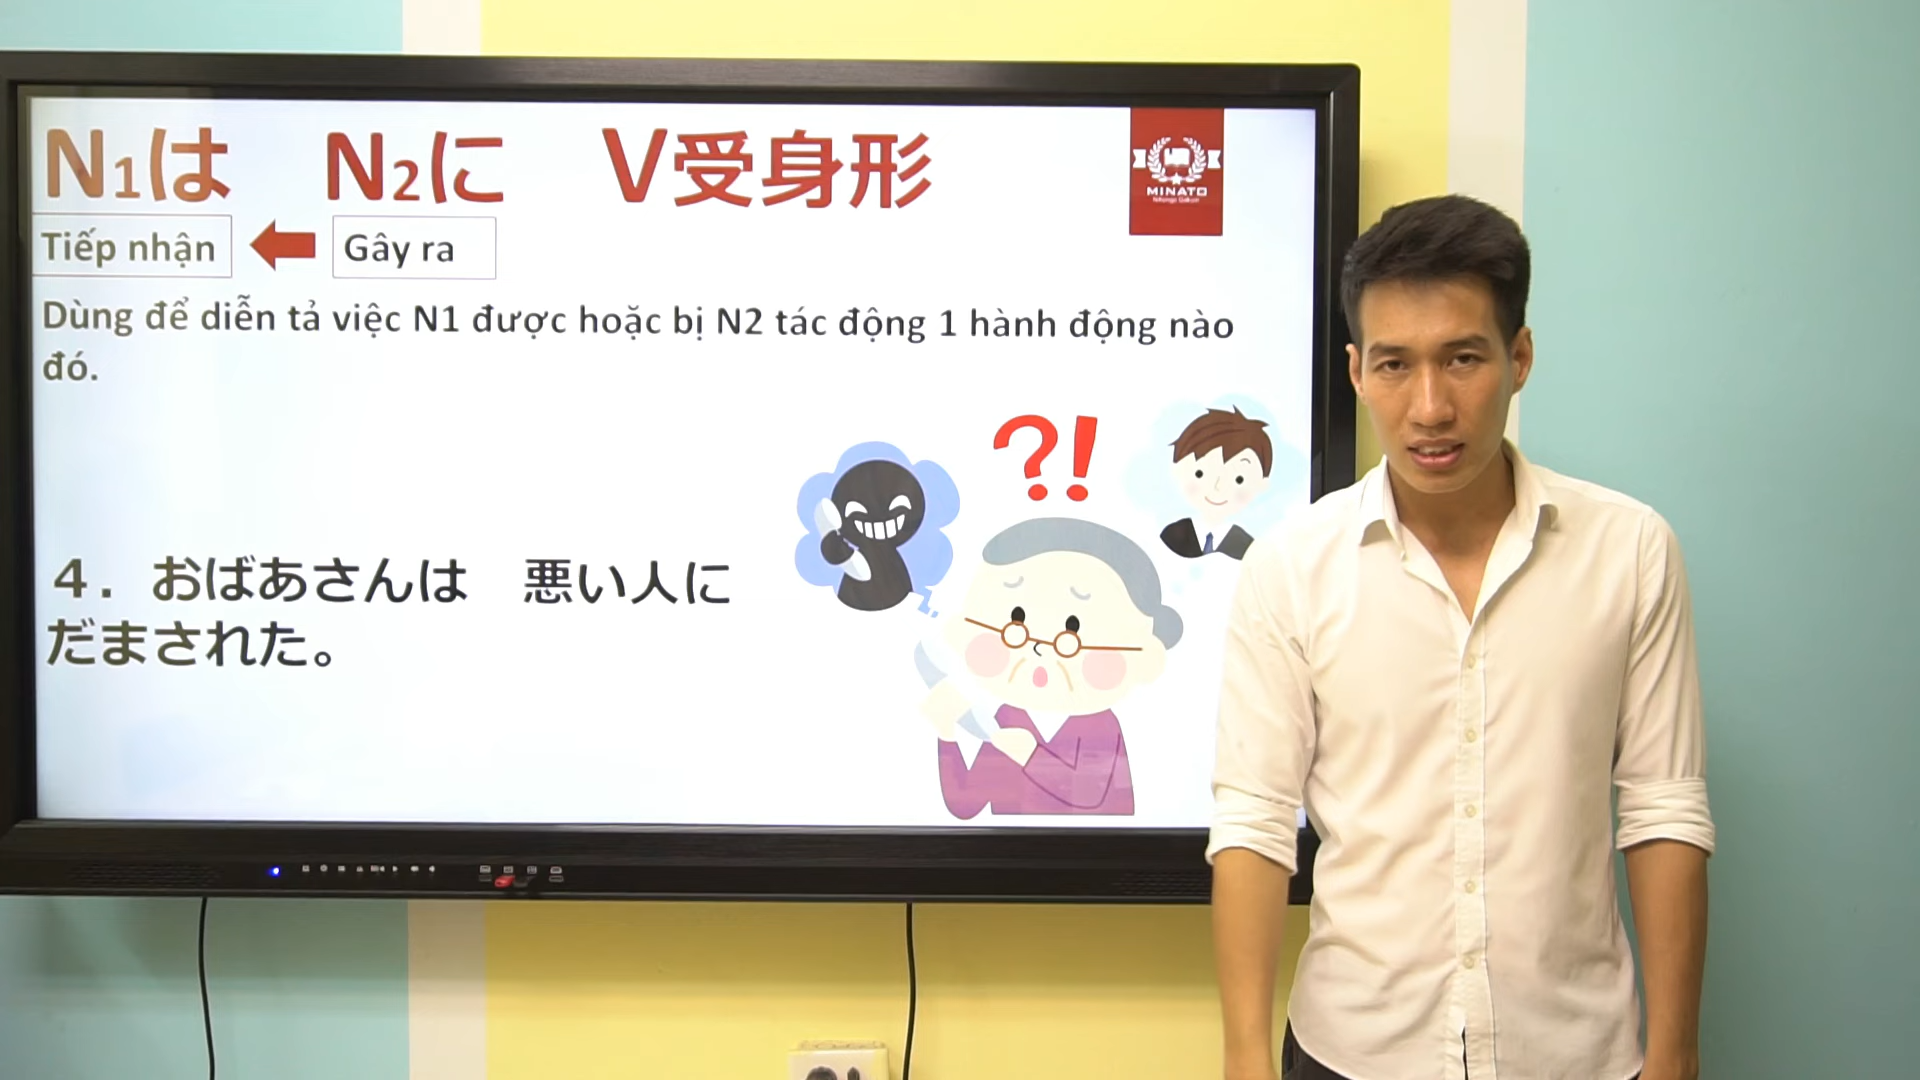 N1は N2に V受身形
MINATO
Nihongo Gakuin
Tiếp nhận Gây ra
Dùng để diễn tả việc N1 được hoặc bị N2 tác động 1 hành động nào
đó.
?!
4. おばあさんは 悪い人に
だまされた。